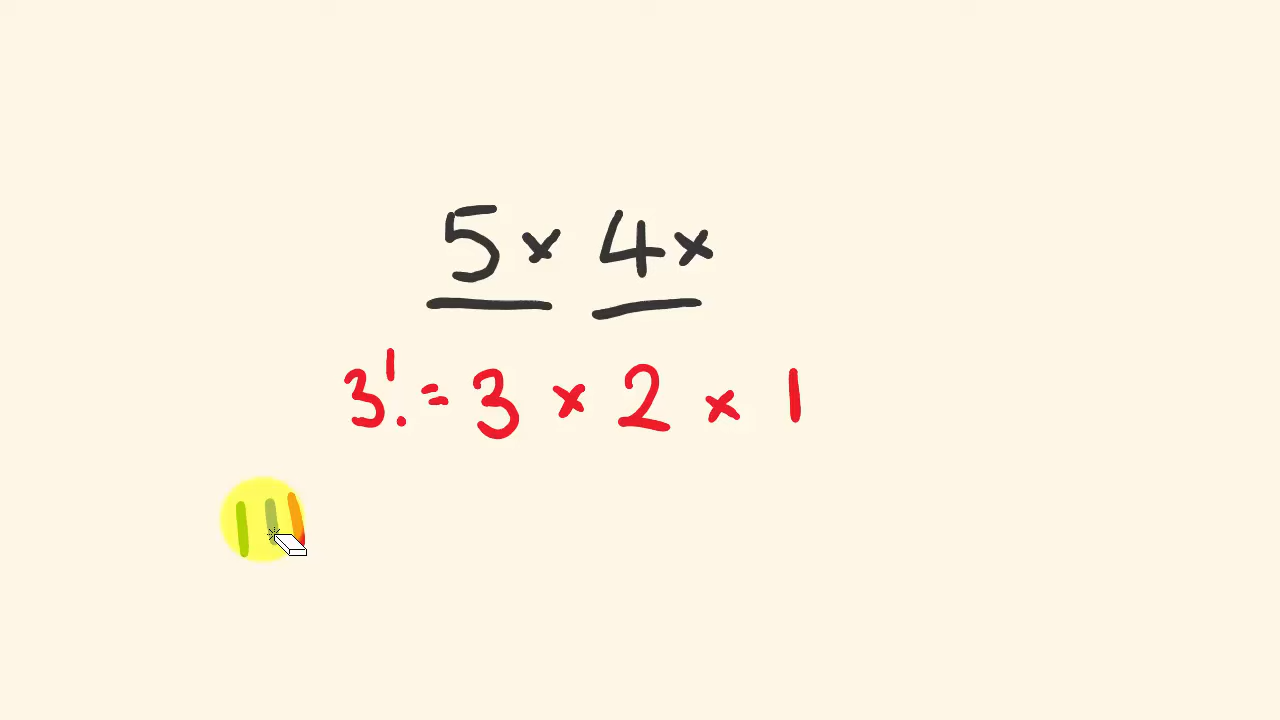 5 × 4 ×
3! = 3 × 2 × 1